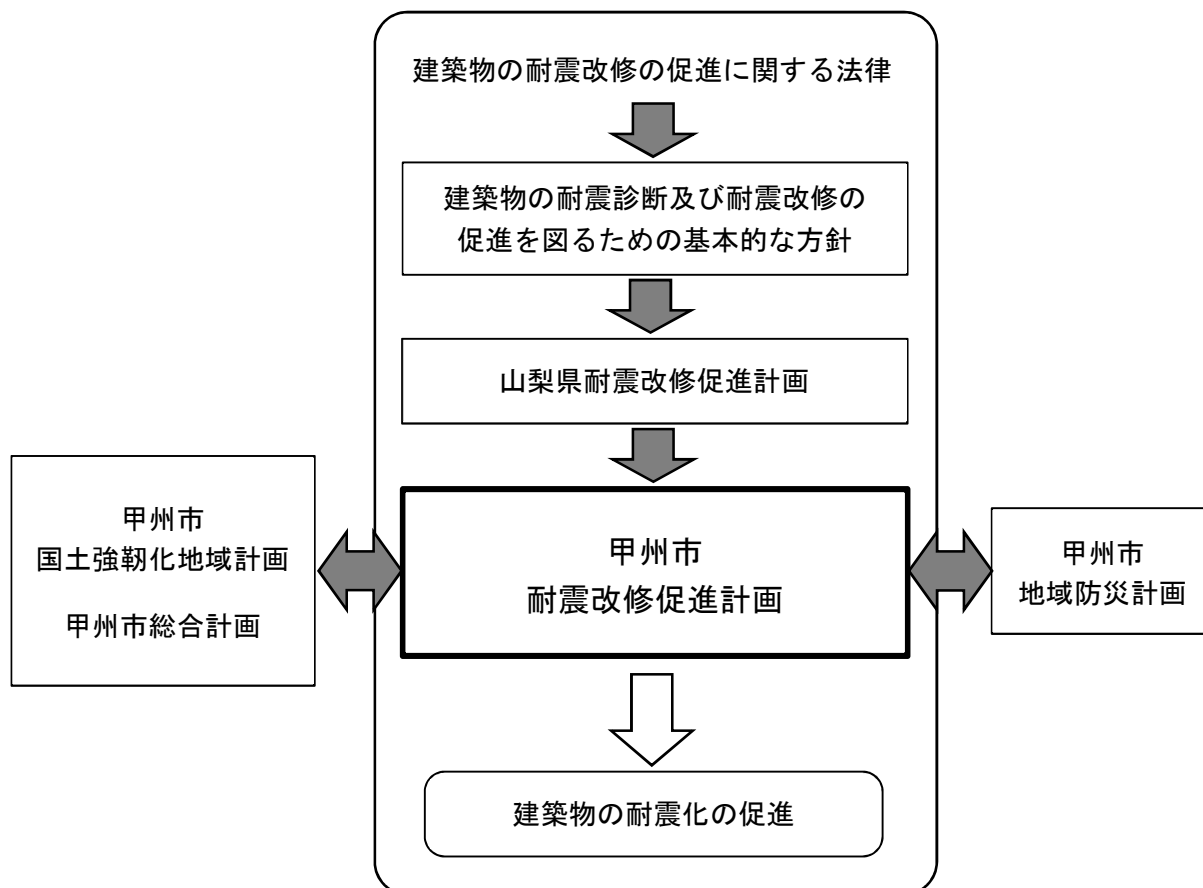 建築物の耐震改修の促進に関する法律
建築物の耐震診断及び耐震改修の
促進を図るための基本的な方針
山梨県耐震改修促進計画
甲州市
国土強靭化地域計画
甲州市総合計画
甲州市
耐震改修促進計画
甲州市
地域防災計画
建築物の耐震化の促進